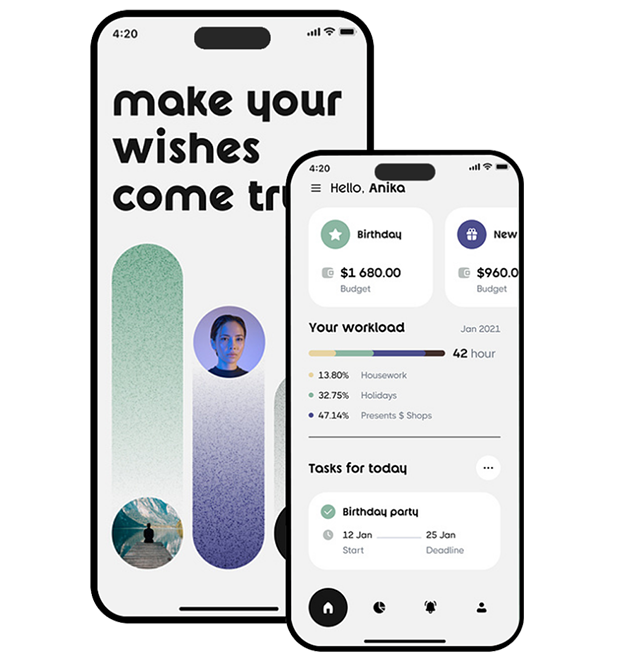 4:20
make your
wishes
come tru
4:20
Hello, Anika
Birthday
$1 680.00
Budget
New
$960.0
Budget
Your workload
Jan 2021
42 hour
13.80% Housework
32.75% Holidays
47.14% Presents $ Shops
Tasks for today
Birthday party
12 Jan
25 Jan
Start
Deadline